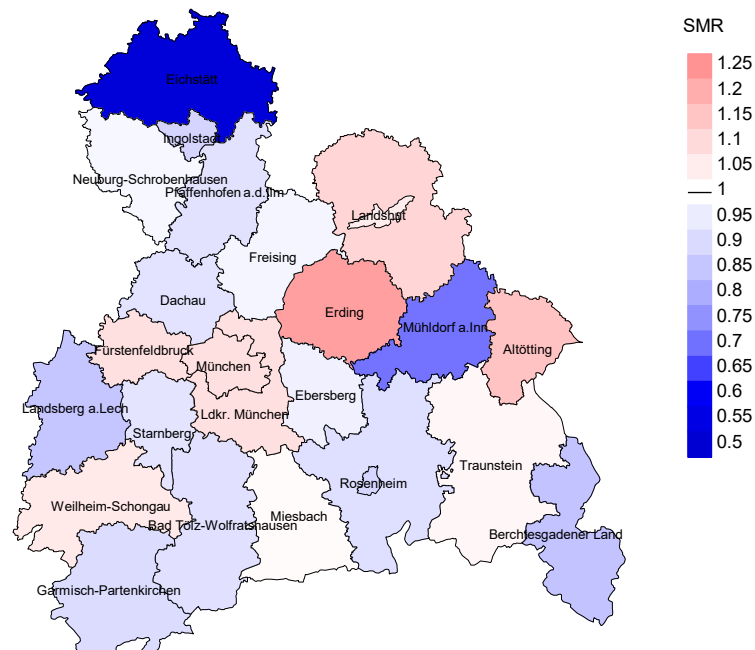 SMR
1.25
1.2
1.15
1.1
1.05
1
0.95
0.9
0.85
0.8
0.75
0.7
0.65
0.6
0.55
0.5
Eichstätt
Ingolstadt
Neuburg-Schrobenhausen
Pfaffenhofen a.d.Ilm
Landshut
Freising
Dachau
Erding
Mühldorf a.Inn
Altötting
Fürstenfeldbruck
München
Ebersberg
Landsberg a.Lech
Ldkr. München
Starnberg
Traunstein
Rosenheim
Weilheim-Schongau
Miesbach
Bad Tölz-Wolfratshausen
Berchtesgadener Land
Garmisch-Partenkirchen